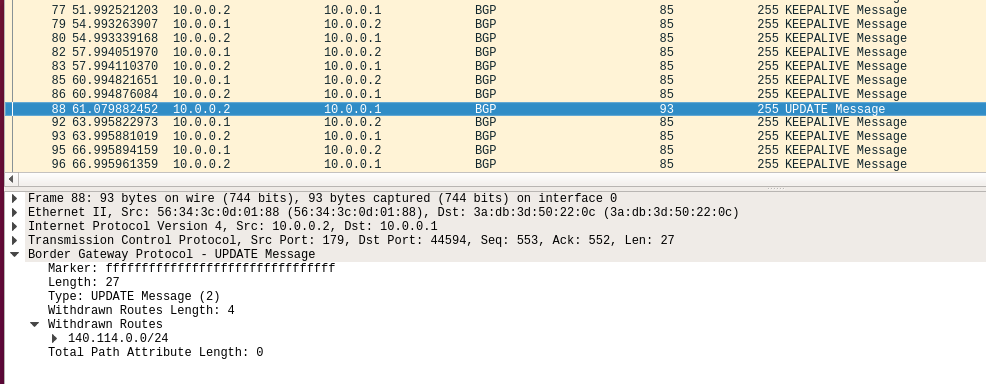 77 51.992521203 10.0.0.2 10.0.0.1 BGP 85 255 KEEPALIVE Message
79 54.993263907 10.0.0.1 10.0.0.2 BGP 85 255 KEEPALIVE Message
80 54.993339168 10.0.0.2 10.0.0.1 BGP 85 255 KEEPALIVE Message
82 57.994051970 10.0.0.1 10.0.0.2 BGP 85 255 KEEPALIVE Message
83 57.994110370 10.0.0.2 10.0.0.1 BGP 85 255 KEEPALIVE Message
85 60.994821651 10.0.0.1 10.0.0.2 BGP 85 255 KEEPALIVE Message
86 60.994876084 10.0.0.2 10.0.0.1 BGP 85 255 KEEPALIVE Message
88 61.079882452 10.0.0.2 10.0.0.1 BGP 93 255 UPDATE Message
92 63.995822973 10.0.0.1 10.0.0.2 BGP 85 255 KEEPALIVE Message
93 63.995881019 10.0.0.2 10.0.0.1 BGP 85 255 KEEPALIVE Message
95 66.995894159 10.0.0.1 10.0.0.2 BGP 85 255 KEEPALIVE Message
96 66.995961359 10.0.0.2 10.0.0.1 BGP 85 255 KEEPALIVE Message
Frame 88: 93 bytes on wire (744 bits), 93 bytes captured (744 bits) on interface 0
Ethernet II, Src: 56:34:3c:0d:01:88 (56:34:3c:0d:01:88), Dst: 3a:db:3d:50:22:0c (3a:db:3d:50:22:0c)
Internet Protocol Version 4, Src: 10.0.0.2, Dst: 10.0.0.1
Transmission Control Protocol, Src Port: 179, Dst Port: 44594, Seq: 553, Ack: 552, Len: 27
Border Gateway Protocol - UPDATE Message
Marker: ffffffffffffffffffffffffffffffff
Length: 27
Type: UPDATE Message (2)
Withdrawn Routes Length: 4
Withdrawn Routes
140.114.0.0/24
Total Path Attribute Length: 0